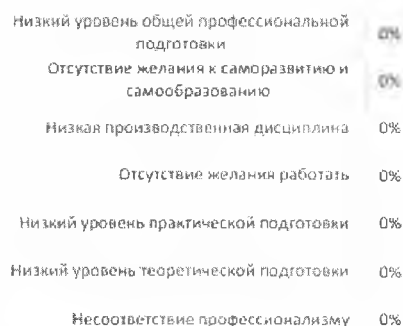 Низкий уровень общей профессиональной
подготовки 0%
Отсутствие желания к саморазвитию и
самообразованию 0%
Низкая производственная дисциплина 0%
Отсутствие желания работать 0%
Низкий уровень практической подготовки 0%
Низкий уровень теоретической подготовки 0%
Несоответствие профессионализму 0%